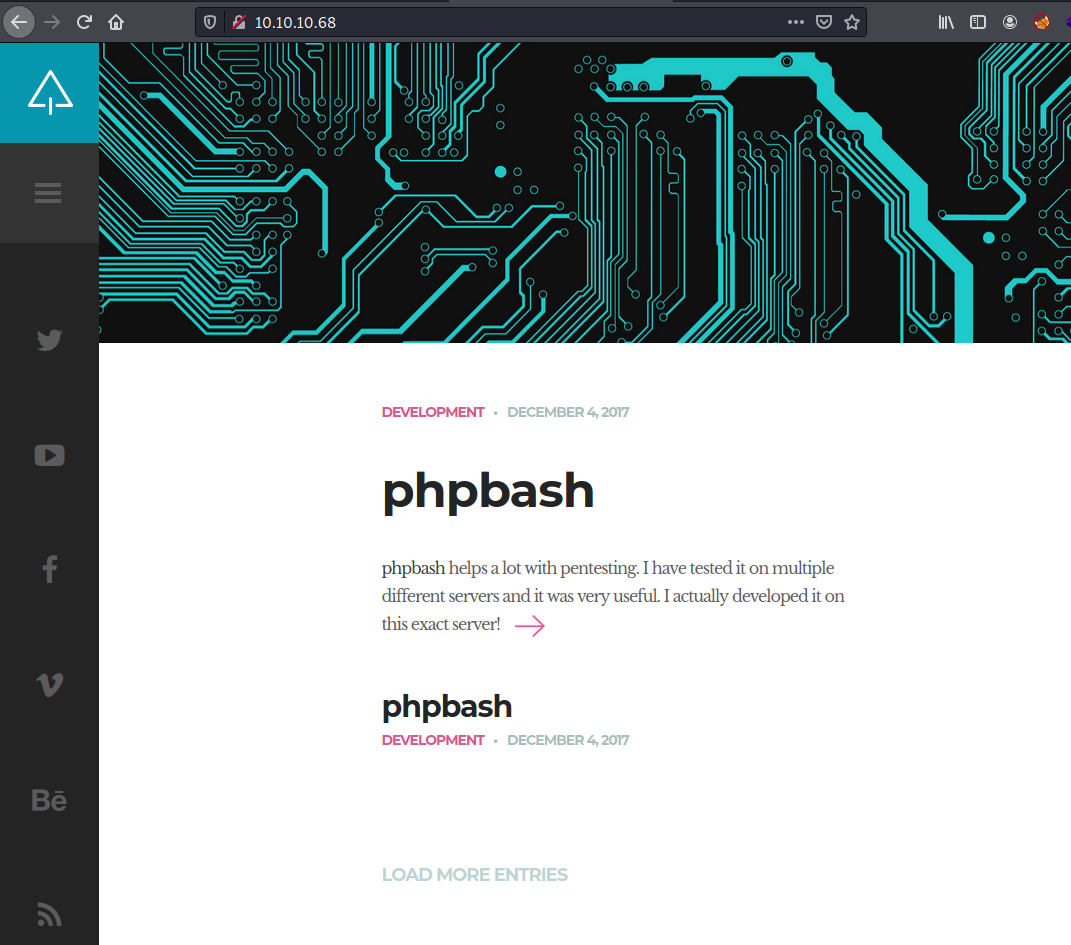 10.10.10.68
DEVELOPMENT • DECEMBER 4, 2017
phpbash
phpbash helps a lot with pentesting. I have tested it on multiple
different servers and it was very useful. I actually developed it on
this exact server!
phpbash
DEVELOPMENT • DECEMBER 4, 2017
Bē
LOAD MORE ENTRIES